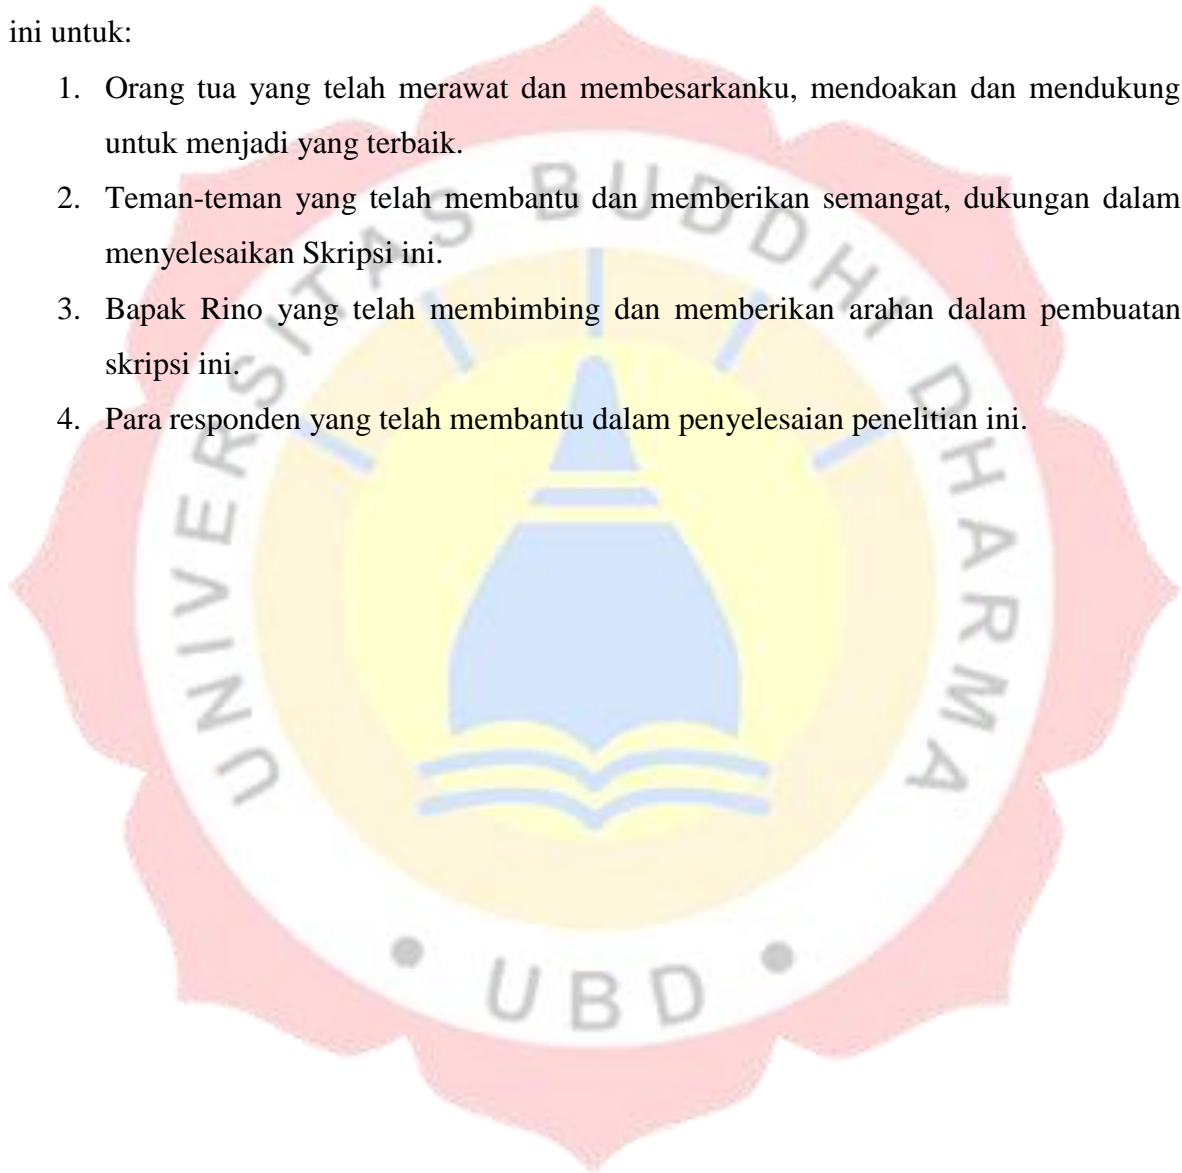 ini untuk:
1. Orang tua yang telah merawat dan membesarkanku, mendoakan dan mendukung
untuk menjadi yang terbaik.
2. Teman-teman yang telah membantu dan memberikan semangat, dukungan dalam
menyelesaikan Skripsi ini.
3. Bapak Rino yang telah membimbing dan memberikan arahan dalam pembuatan
skripsi ini.
4. Para responden yang telah membantu dalam penyelesaian penelitian ini.
UNIVERSITAS BUDDHI DHARMA
UBD